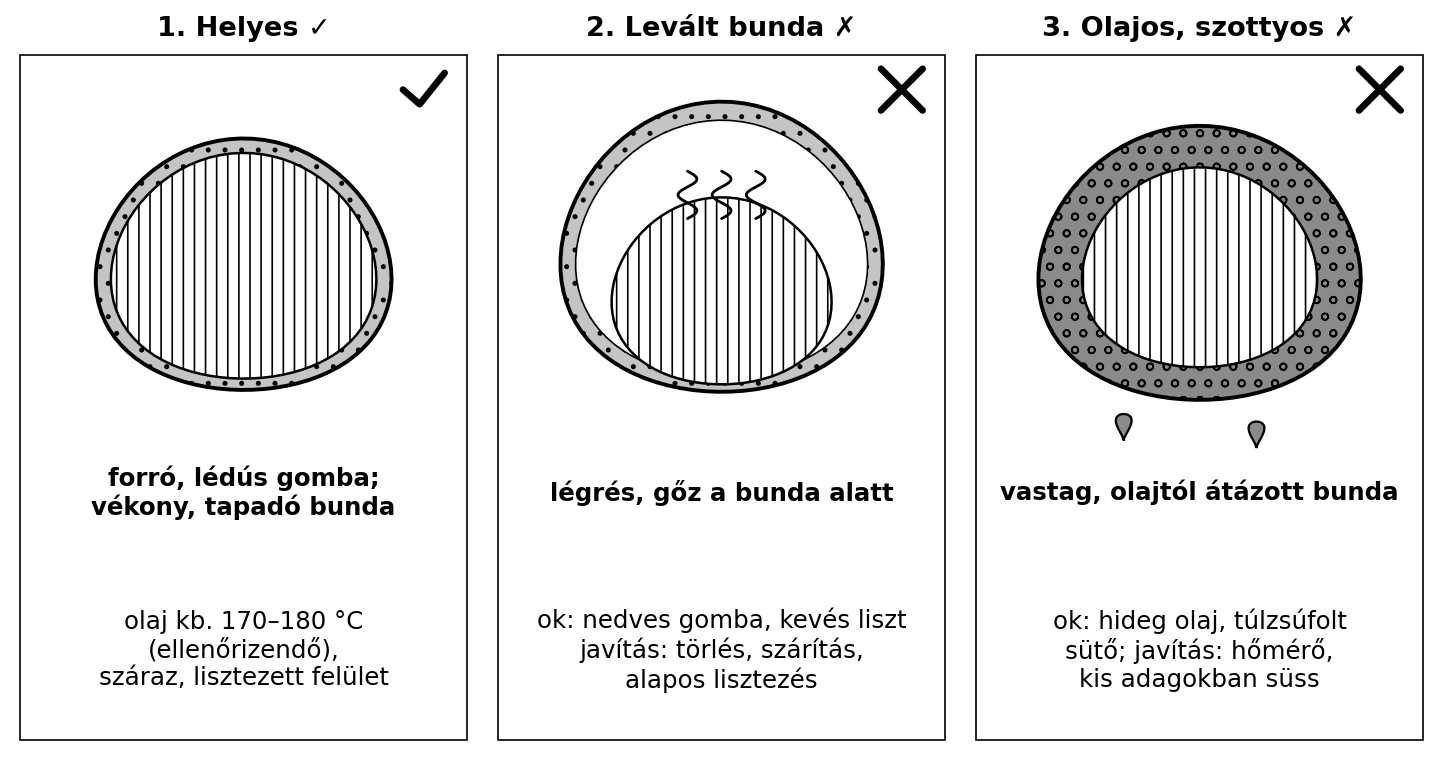 1. Helyes ✓
forró, lédús gomba;
vékony, tapadó bunda
olaj kb. 170–180 °C
(ellenőrizendő),
száraz, lisztezett felület
2. Levált bunda ✗
légrés, gőz a bunda alatt
ok: nedves gomba, kevés liszt
javítás: törlés, szárítás,
alapos lisztezés
3. Olajos, szottyos ✗
vastag, olajtól átázott bunda
ok: hideg olaj, túlzsúfolt
sütő; javítás: hőmérő,
kis adagokban süss